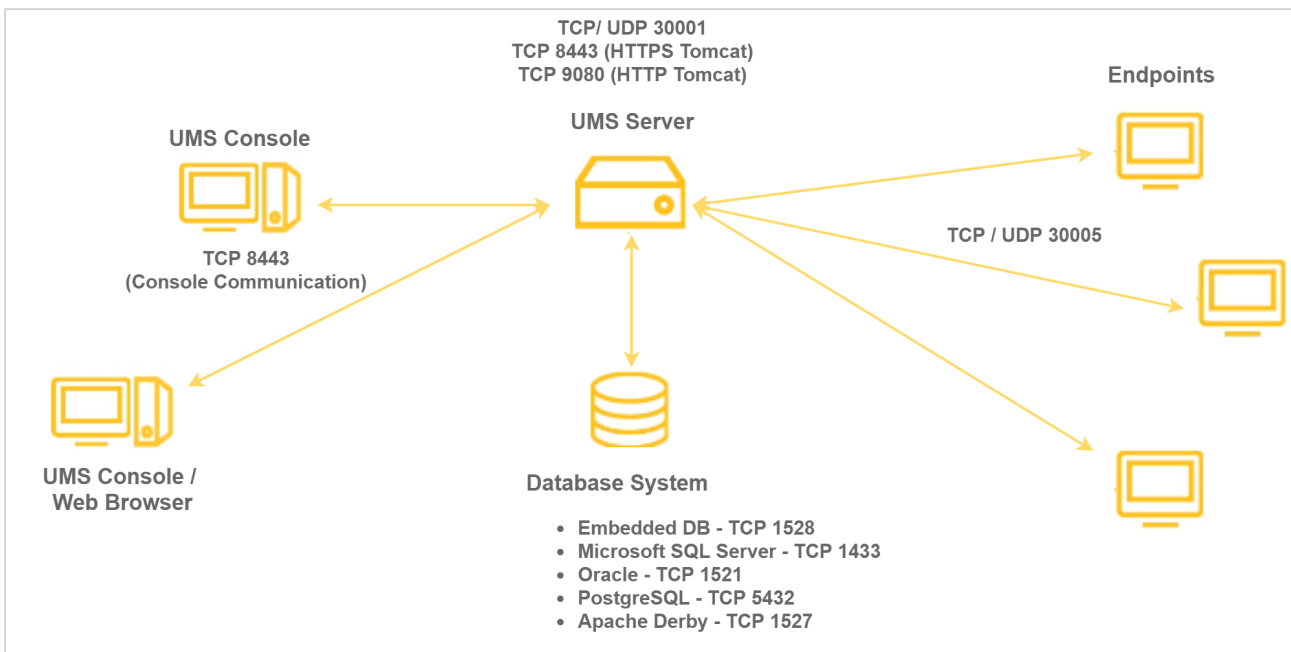 TCP/ UDP 30001
TCP 8443 (HTTPS Tomcat)
TCP 9080 (HTTP Tomcat)
Endpoints
UMS Server
UMS Console
TCP 8443
(Console Communication)
TCP / UDP 30005
UMS Console /
Web Browser
Database System
• Embedded DB - TCP 1528
• Microsoft SQL Server - TCP 1433
• Oracle - TCP 1521
• PostgreSQL - TCP 5432
• Apache Derby - TCP 1527